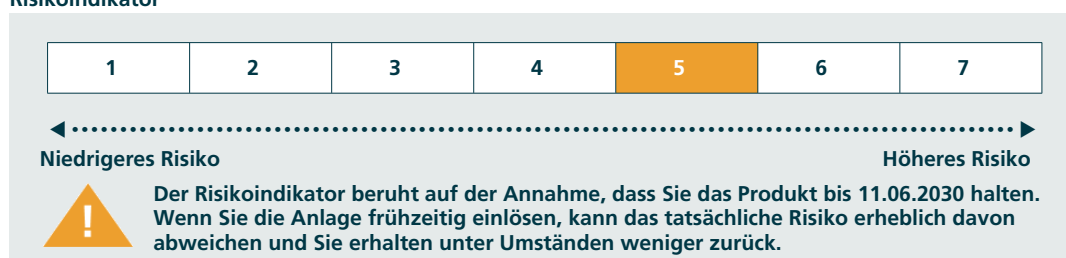 Risikoindikator
1 2 3 4 5 6 7
Niedrigeres Risiko Höheres Risiko
! Der Risikoindikator beruht auf der Annahme, dass Sie das Produkt bis 11.06.2030 halten.
Wenn Sie die Anlage frühzeitig einlösen, kann das tatsächliche Risiko erheblich davon
abweichen und Sie erhalten unter Umständen weniger zurück.